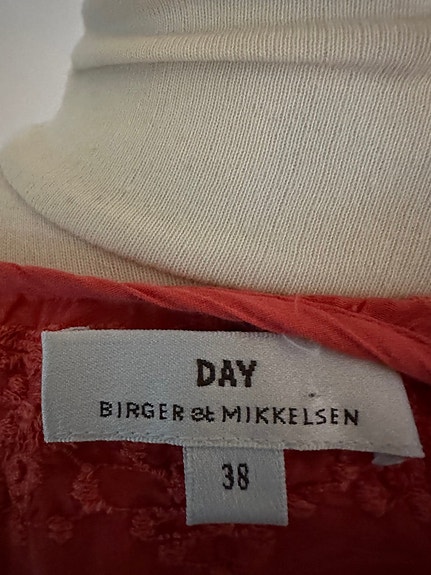 DAY
BIRGER et MIKKELSEN
38